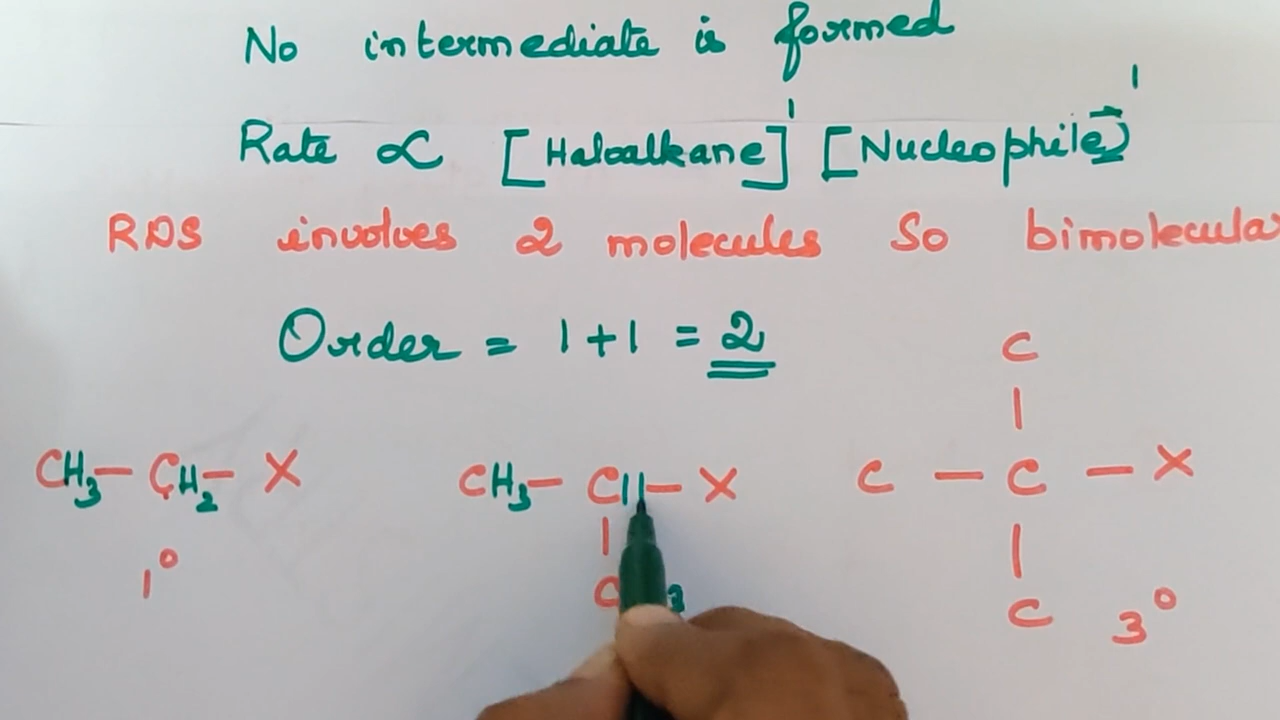 No intermediate is formed
Rate ∝ [Haloalkane]¹ [Nucleophile]¹
RDS involves 2 molecules So bimolecular
Order = 1 + 1 = 2
C
|
CH₃ — CH₂ — X CH₃ — CH — X C — C — X
| |
1° C 3 C 3°